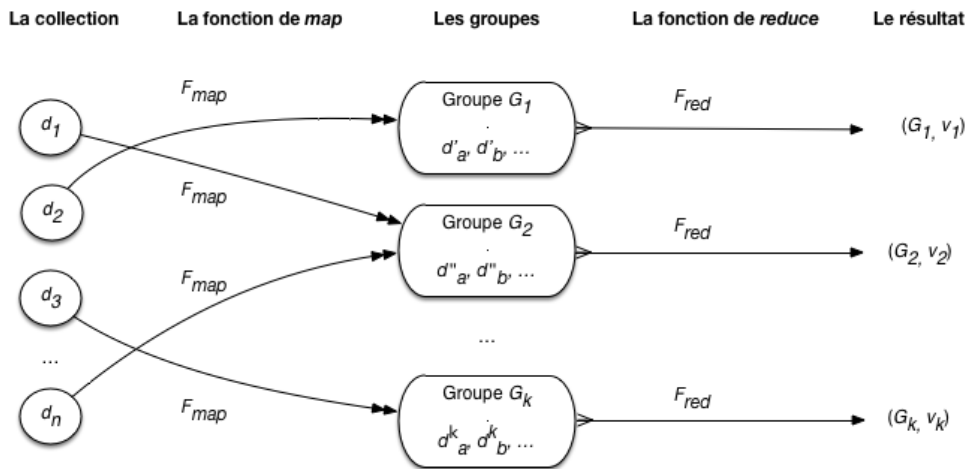 La collection
La fonction de map
Les groupes
La fonction de reduce
Le résultat
d1
d2
d3
...
dn
Fmap
Fmap
Fmap
Fmap
Groupe G1
.
d'a, d'b, ...
Groupe G2
.
d"a, d"b, ...
...
Groupe Gk
.
dka, dkb, ...
Fred
Fred
Fred
(G1, v1)
(G2, v2)
(Gk, vk)